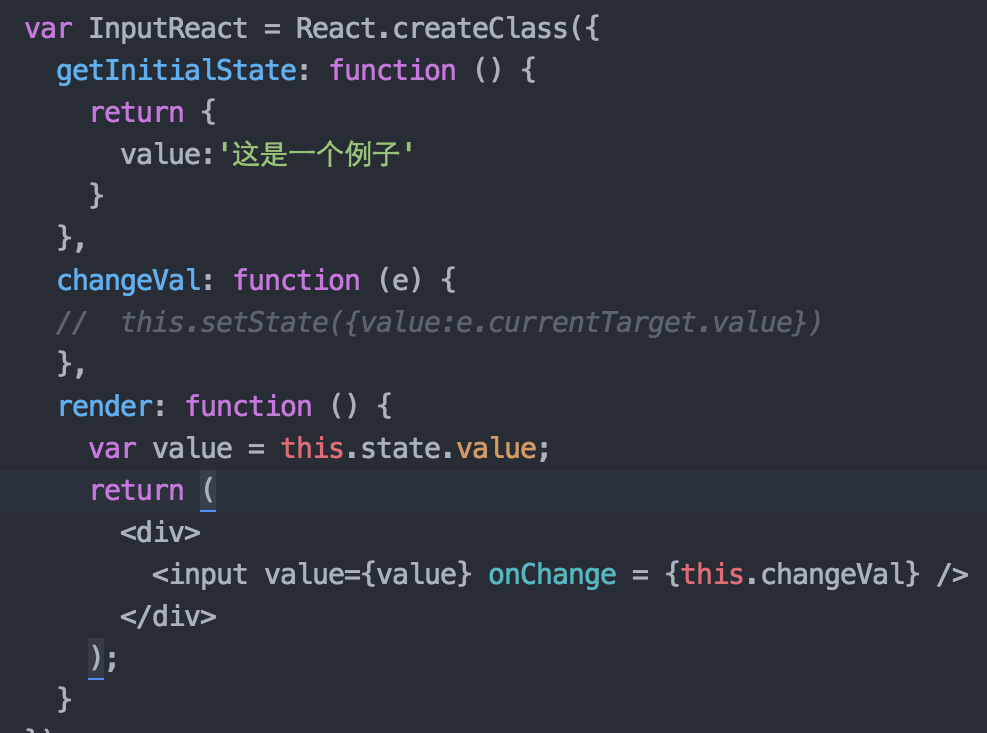 var InputReact = React.createClass({
  getInitialState: function () {
    return {
      value:'这是一个例子'
    }
  },
  changeVal: function (e) {
  //  this.setState({value:e.currentTarget.value})
  },
  render: function () {
    var value = this.state.value;
    return (
      <div>
        <input value={value} onChange = {this.changeVal} />
      </div>
    );
  }